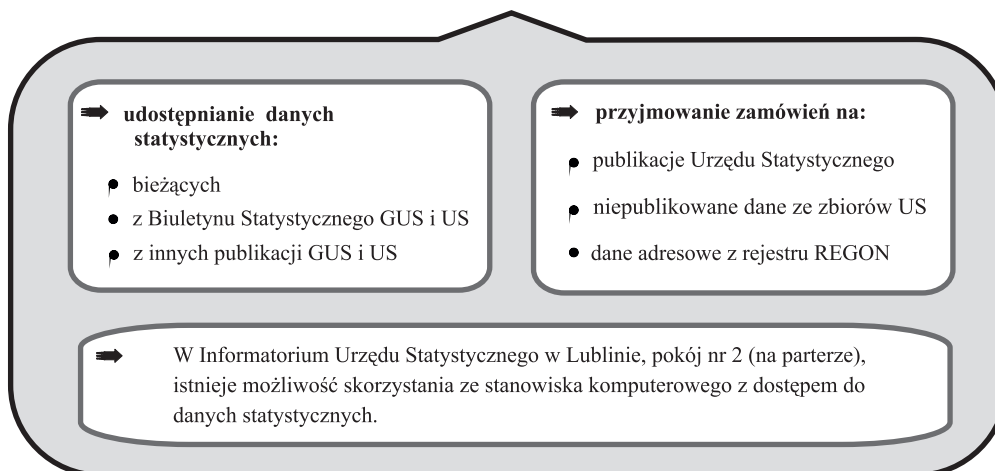 udostępnianie danych
statystycznych:
bieżących
z Biuletynu Statystycznego GUS i US
z innych publikacji GUS i US
przyjmowanie zamówień na:
publikacje Urzędu Statystycznego
niepublikowane dane ze zbiorów US
dane adresowe z rejestru REGON
W Informatorium Urzędu Statystycznego w Lublinie, pokój nr 2 (na parterze),
istnieje możliwość skorzystania ze stanowiska komputerowego z dostępem do
danych statystycznych.